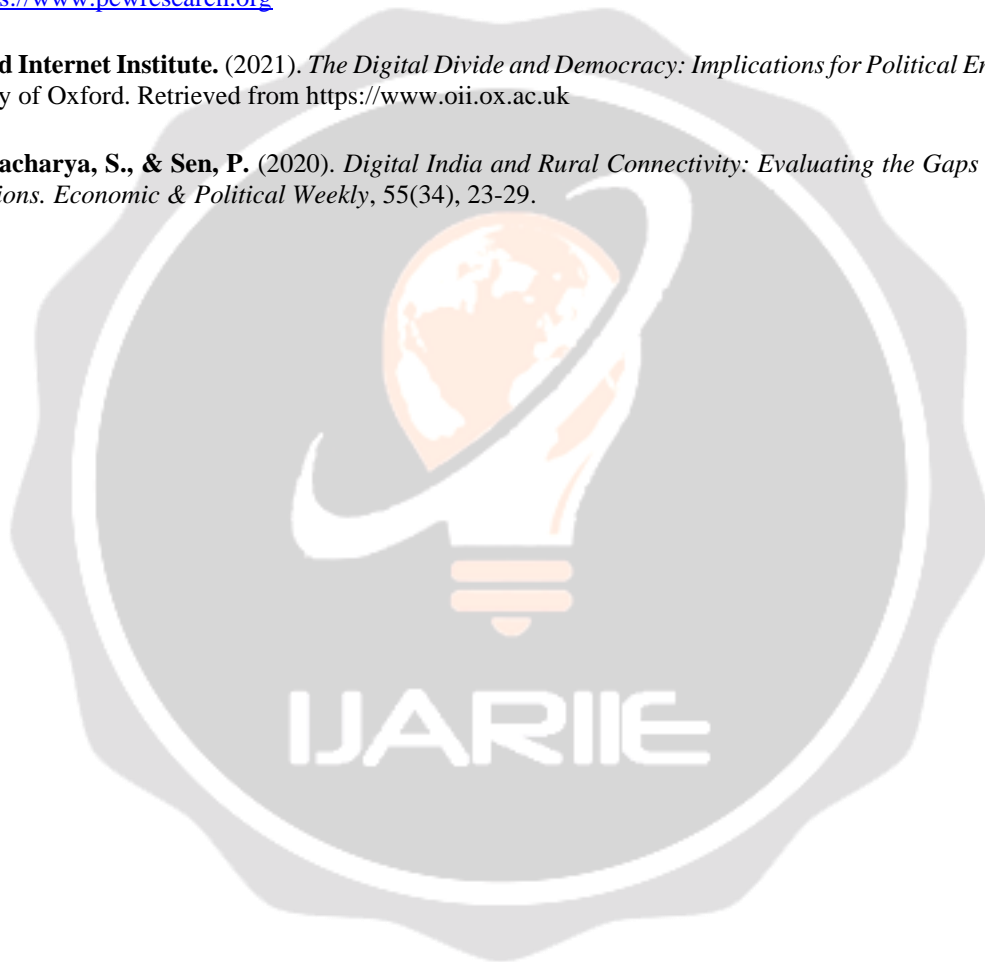 s://www.pewresearch.org
d Internet Institute. (2021). The Digital Divide and Democracy: Implications for Political En
y of Oxford. Retrieved from https://www.oii.ox.ac.uk
acharya, S., & Sen, P. (2020). Digital India and Rural Connectivity: Evaluating the Gaps
ions. Economic & Political Weekly, 55(34), 23-29.
IJARIIE